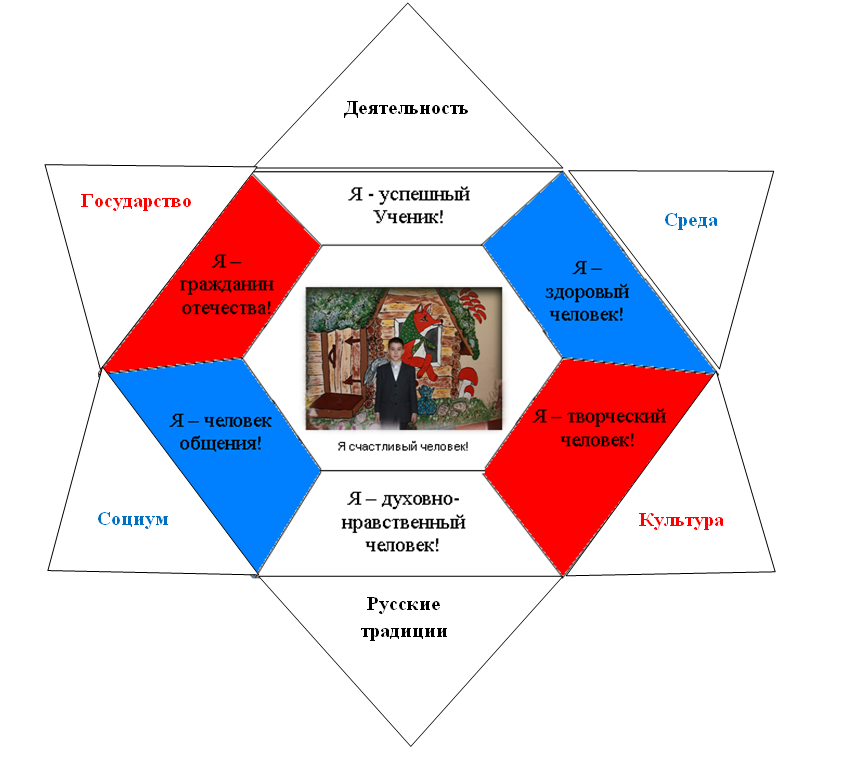 Деятельность
Я - успешный
Ученик!
Государство
Среда
Я –
гражданин
отечества!
Я –
здоровый
человек!
Я – человек
общения!
Я – творческий
человек!
Я счастливый человек!
Я – духовно-
нравственный
человек!
Социум
Культура
Русские
традиции